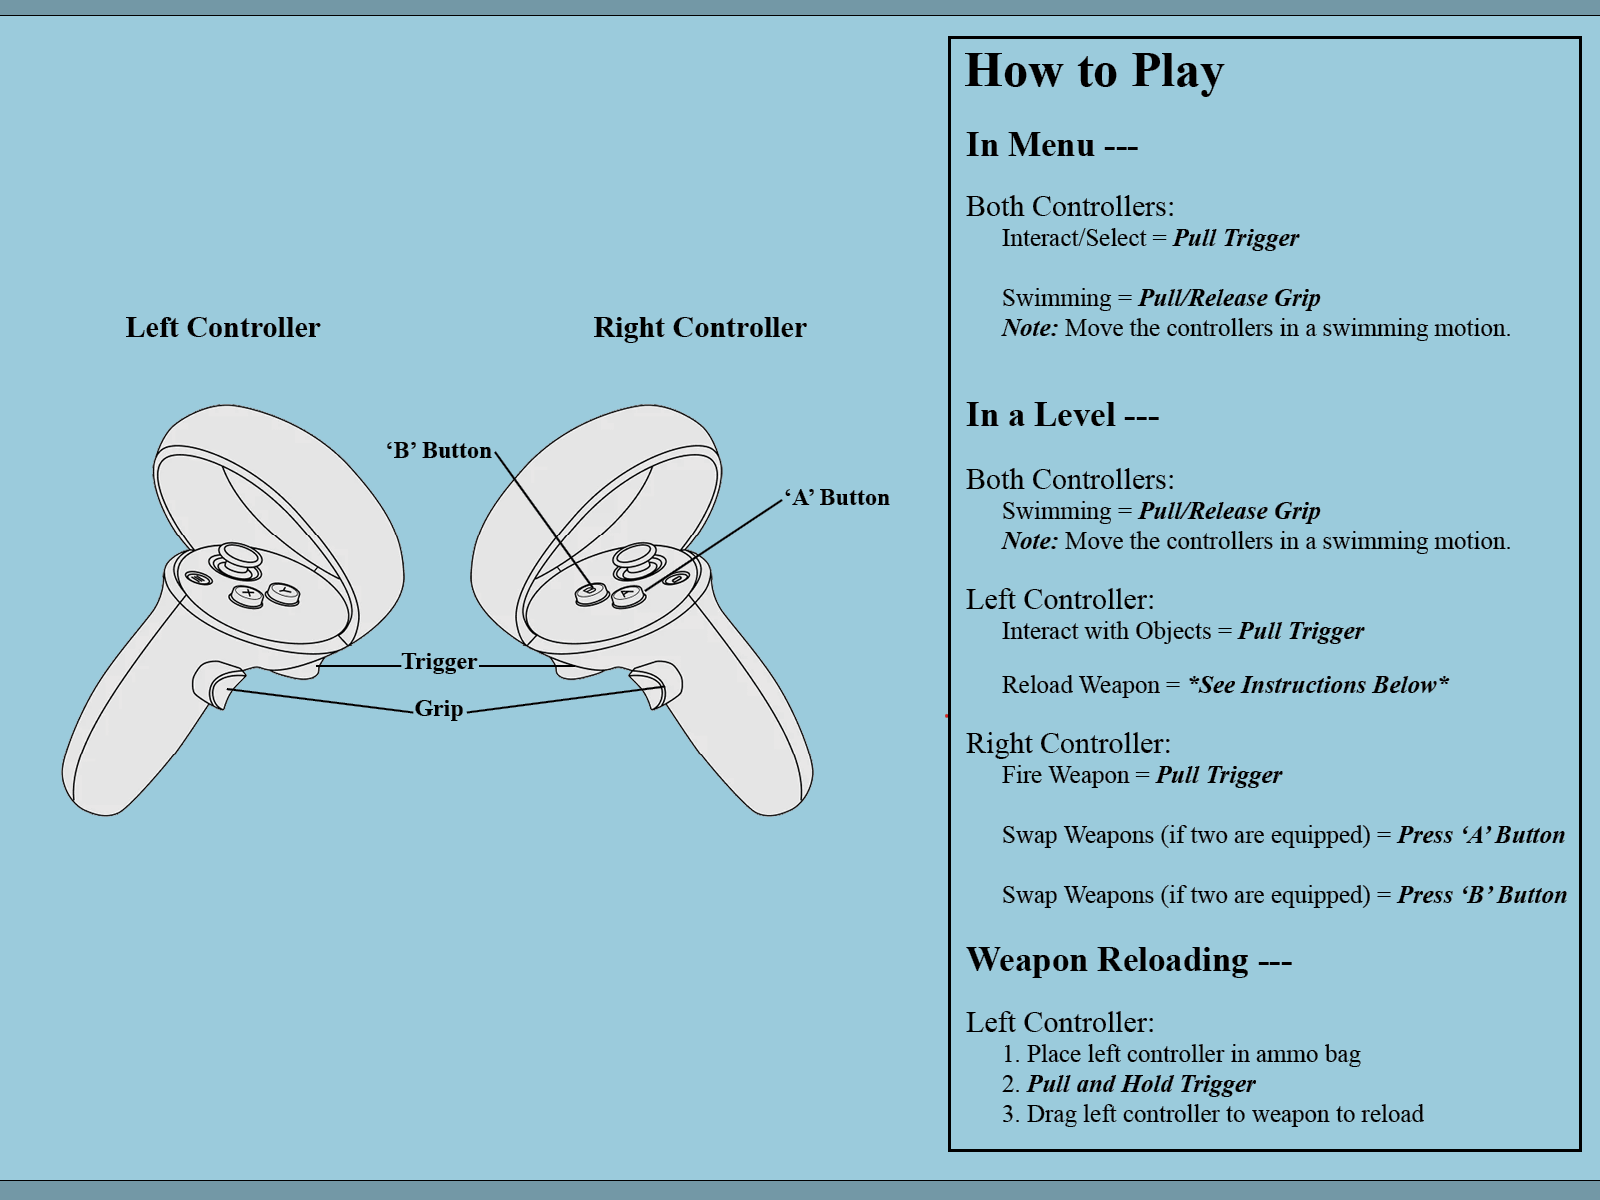 How to Play
In Menu ---
Both Controllers:
Interact/Select = Pull Trigger
Swimming = Pull/Release Grip
Note: Move the controllers in a swimming motion.
In a Level ---
Both Controllers:
Swimming = Pull/Release Grip
Note: Move the controllers in a swimming motion.
Left Controller:
Interact with Objects = Pull Trigger
Reload Weapon = *See Instructions Below*
Right Controller:
Fire Weapon = Pull Trigger
Swap Weapons (if two are equipped) = Press ‘A’ Button
Swap Weapons (if two are equipped) = Press ‘B’ Button
Weapon Reloading ---
Left Controller:
1. Place left controller in ammo bag
2. Pull and Hold Trigger
3. Drag left controller to weapon to reload
Left Controller
Right Controller
‘B’ Button
‘A’ Button
X
Y
B
A
Trigger
Grip